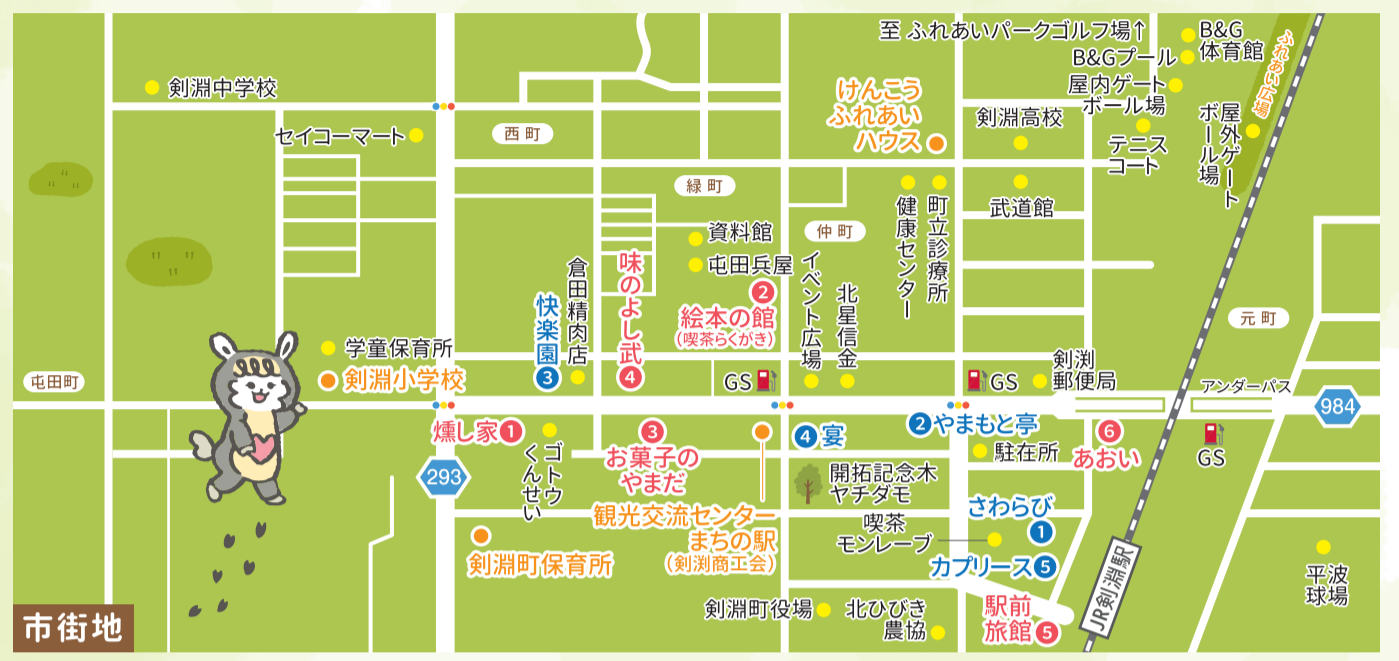 至 ふれあいパークゴルフ場↑
B&G
体育館
B&Gプール
屋内ゲート
ボール場
ふれあい広場
屋外ゲート
ボール場
テニス
コート
剣淵高校
武道館
けんこう
ふれあい
ハウス
剣淵中学校
セイコーマート
西町
緑町
仲町
資料館
屯田兵屋
2
絵本の館
(喫茶らくがき)
健康センター
町立診療所
イベント広場
北星信金
倉田精肉店
快楽園
3
味のよし武
4
元町
屯田町
学童保育所
剣淵小学校
GS
GS
剣渕
郵便局
アンダーパス
984
燻し家1
293
ゴトウ
くんせい
3
お菓子の
やまだ
4宴
2やまもと亭
駐在所
6
あおい
GS
開拓記念木
ヤチダモ
観光交流センター
まちの駅
(剣渕商工会)
剣淵町保育所
喫茶
モンレーブ
さわらび
1
カプリース5
剣淵町役場
北ひびき
農協
駅前
旅館5
JR剣淵駅
平波
球場
市街地